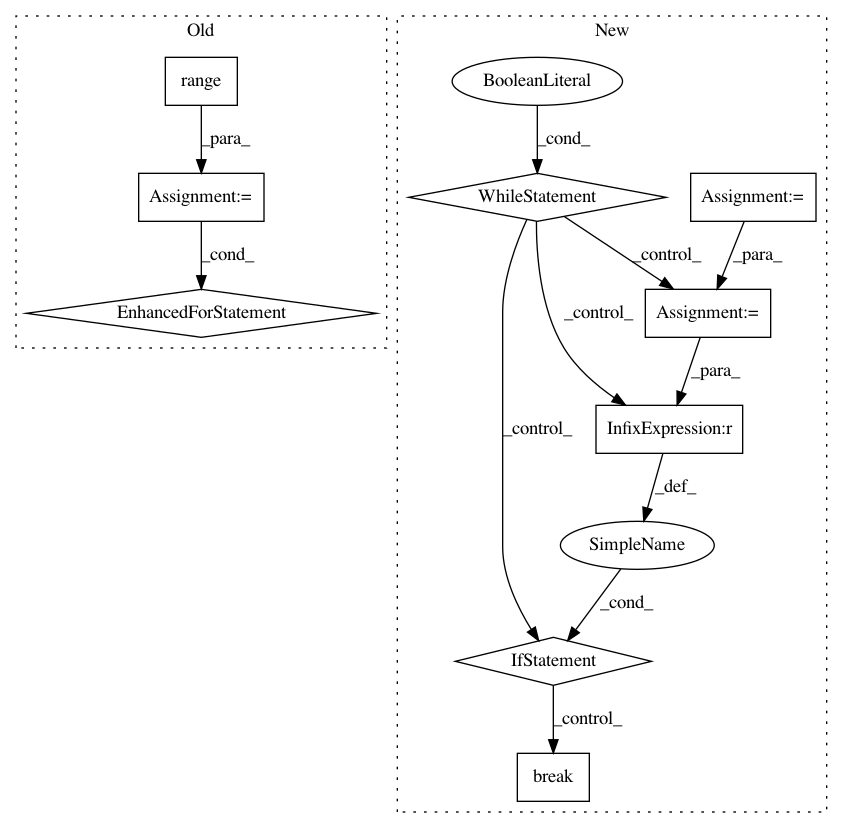 Old
New
range
BooleanLiteral
_para_
_cond_
Assignment:=
WhileStatement
Assignment:=
_cond_
_control_
_para_
EnhancedForStatement
_control_
Assignment:=
_para_
_control_
InfixExpression:r
_def_
SimpleName
_cond_
IfStatement
_control_
break